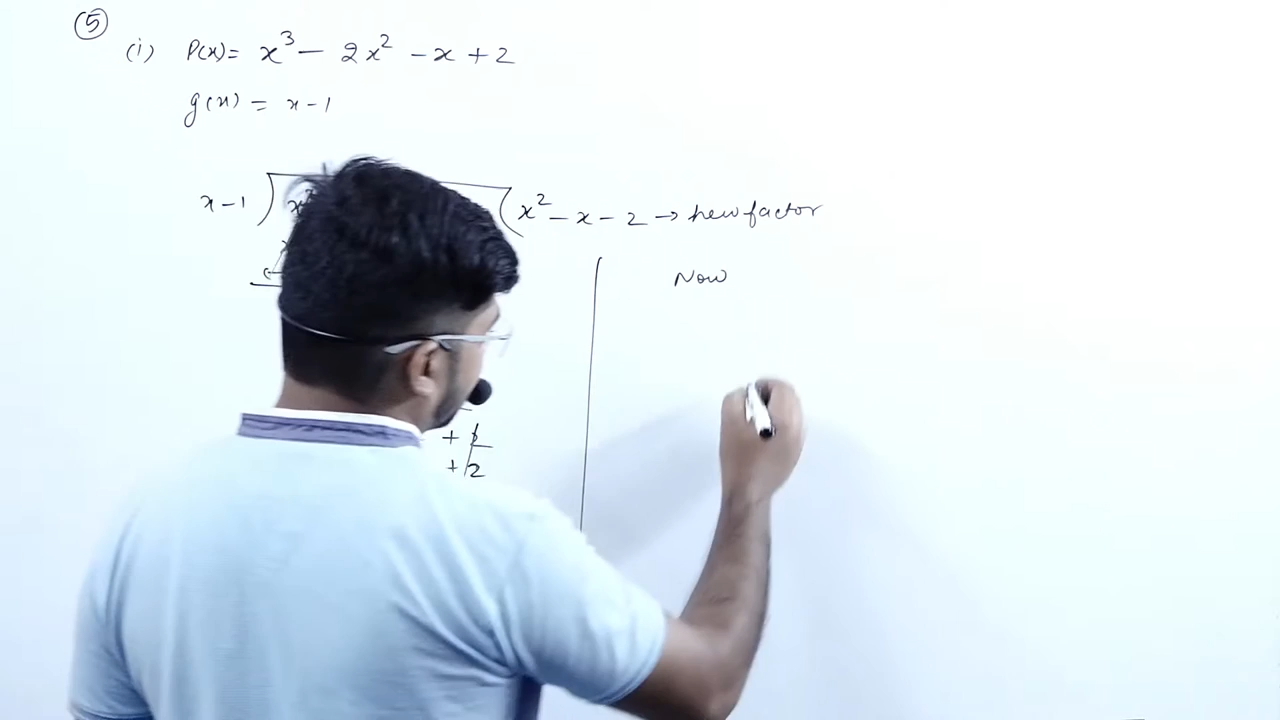 ⑤
(i) P(x) = x³ − 2x² − x + 2
g(x) = x − 1
x − 1 ) x ( x² − x − 2 → new factor
Now
+ 2
+ 2